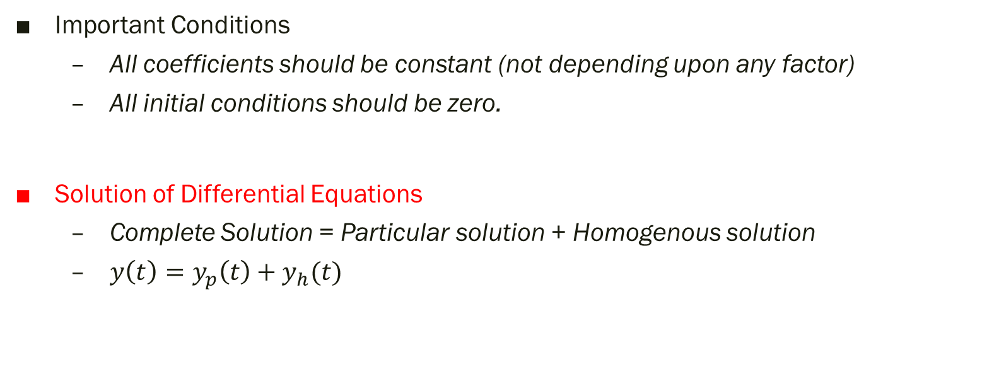 ■ Important Conditions
– All coefficients should be constant (not depending upon any factor)
– All initial conditions should be zero.
■ Solution of Differential Equations
– Complete Solution = Particular solution + Homogenous solution
– $y(t) = y_p(t) + y_h(t)$